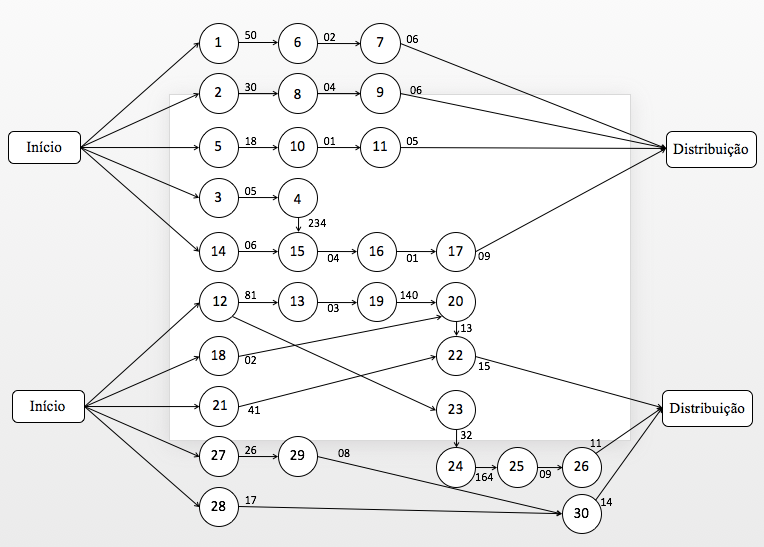 1 50 6 02 7 06
2 30 8 04 9 06
Início 5 18 10 01 11 05 Distribuição
3 05 4
234
14 06 15 04 16 01 17 09
12 81 13 03 19 140 20
13
18 02 22 15
Início 21 41 23 Distribuição
32
27 26 29 08 24 164 25 09 26 11
28 17 30 14